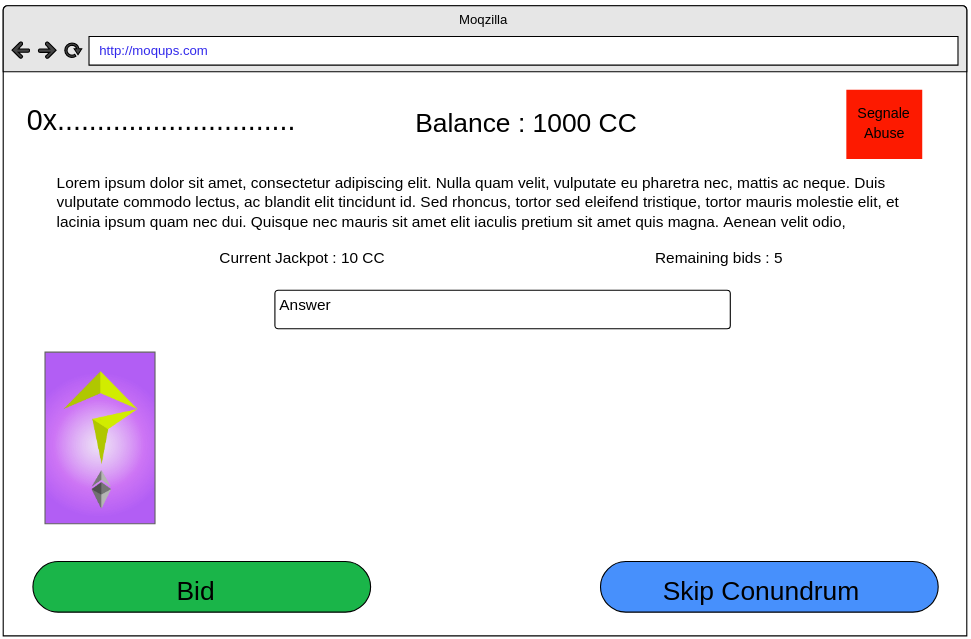 Moqzilla
http://moqups.com
0x..............................
Balance : 1000 CC
Segnale
Abuse
Lorem ipsum dolor sit amet, consectetur adipiscing elit. Nulla quam velit, vulputate eu pharetra nec, mattis ac neque. Duis
vulputate commodo lectus, ac blandit elit tincidunt id. Sed rhoncus, tortor sed eleifend tristique, tortor mauris molestie elit, et
lacinia ipsum quam nec dui. Quisque nec mauris sit amet elit iaculis pretium sit amet quis magna. Aenean velit odio,
Current Jackpot : 10 CC
Remaining bids : 5
Answer
Bid
Skip Conundrum